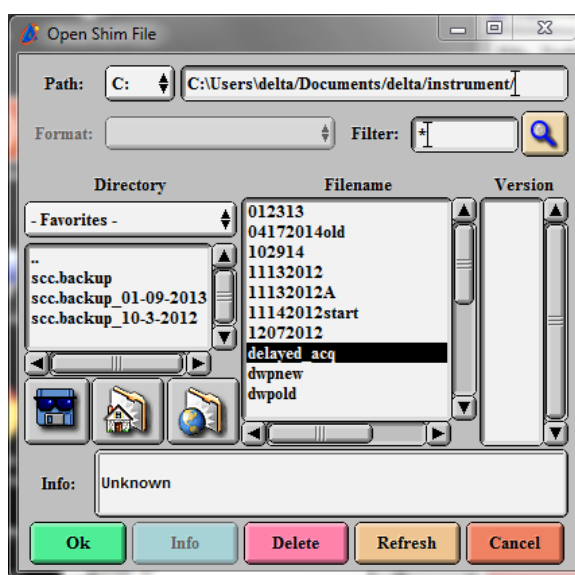 Open Shim File
Path: C: C:\Users\delta/Documents/delta/instrument/
Format: Filter: *
Directory Filename Version
- Favorites -
..
scc.backup
scc.backup_01-09-2013
scc.backup_10-3-2012
012313
04172014old
102914
11132012
11132012A
11142012start
12072012
delayed_acq
dwpnew
dwpold
Info: Unknown
Ok Info Delete Refresh Cancel